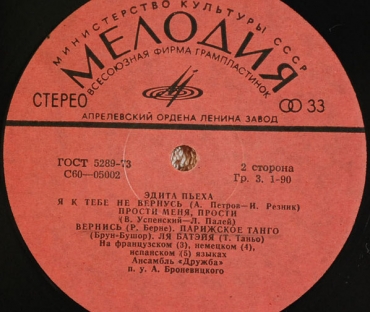 МИНИСТЕРСТВО КУЛЬТУРЫ СССР
МЕЛОДИЯ
ВСЕСОЮЗНАЯ ФИРМА ГРАМПЛАСТИНОК
СТЕРЕО
33
АПРЕЛЕВСКИЙ ОРДЕНА ЛЕНИНА ЗАВОД
ГОСТ 5289-73
С60—05002
2 сторона
Гр. 3. 1-90
ЭДИТА ПЬЕХА
Я К ТЕБЕ НЕ ВЕРНУСЬ (А. Петров—И. Резник)
ПРОСТИ МЕНЯ, ПРОСТИ
(В. Успенский—Л. Палей)
ВЕРНИСЬ (Р. Берне), ПАРИЖСКОЕ ТАНГО
(Брун-Бушор), ЛЯ БАТЭЙЯ (Т. Таньо)
На французском (3), немецком (4),
испанском (5) языках
Ансамбль «Дружба»
п. у А. Броневицкого